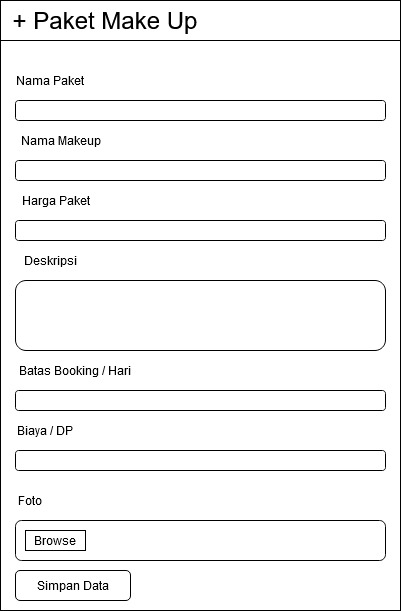 + Paket Make Up
Nama Paket
Nama Makeup
Harga Paket
Deskripsi
Batas Booking / Hari
Biaya / DP
Foto
Browse
Simpan Data